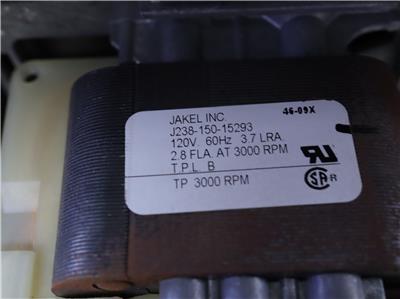 JAKEL INC. 46-09X
J238-150-15293
120V. 60Hz 3.7 LRA.
2.8 FLA. AT 3000 RPM
T.P.L. B
TP 3000 RPM